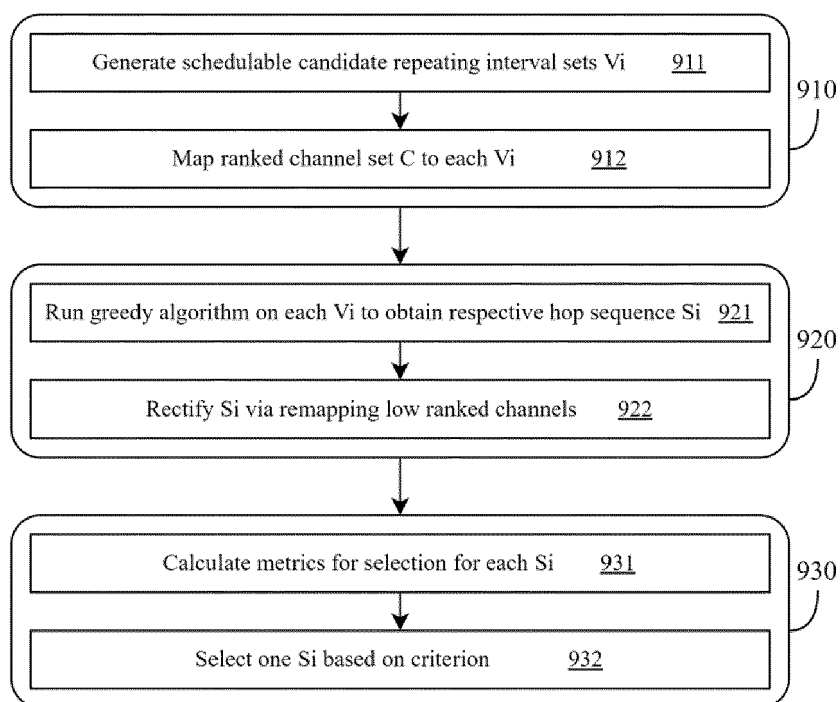 Generate schedulable candidate repeating interval sets Vi 911
910
Map ranked channel set C to each Vi 912
Run greedy algorithm on each Vi to obtain respective hop sequence Si 921
920
Rectify Si via remapping low ranked channels 922
Calculate metrics for selection for each Si 931
930
Select one Si based on criterion 932